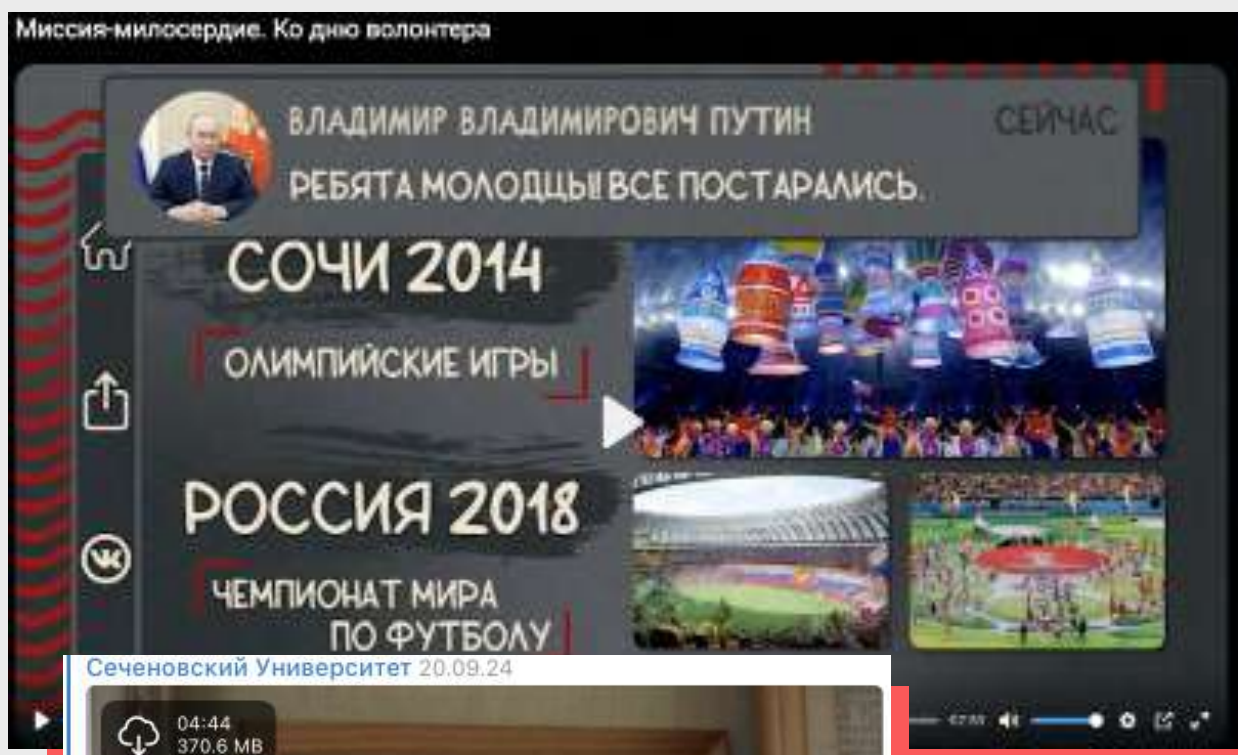 Миссия-милосердие. Ко дню волонтера
ВЛАДИМИР ВЛАДИМИРОВИЧ ПУТИН
СЕЙЧАС
РЕБЯТА МОЛОДЦЫ!! ВСЕ ПОСТАРАЛИСЬ.
СОЧИ 2014
ОЛИМПИЙСКИЕ ИГРЫ
РОССИЯ 2018
ЧЕМПИОНАТ МИРА
ПО ФУТБОЛУ
Сеченовский Университет 20.09.24
04:44
370.6 MB